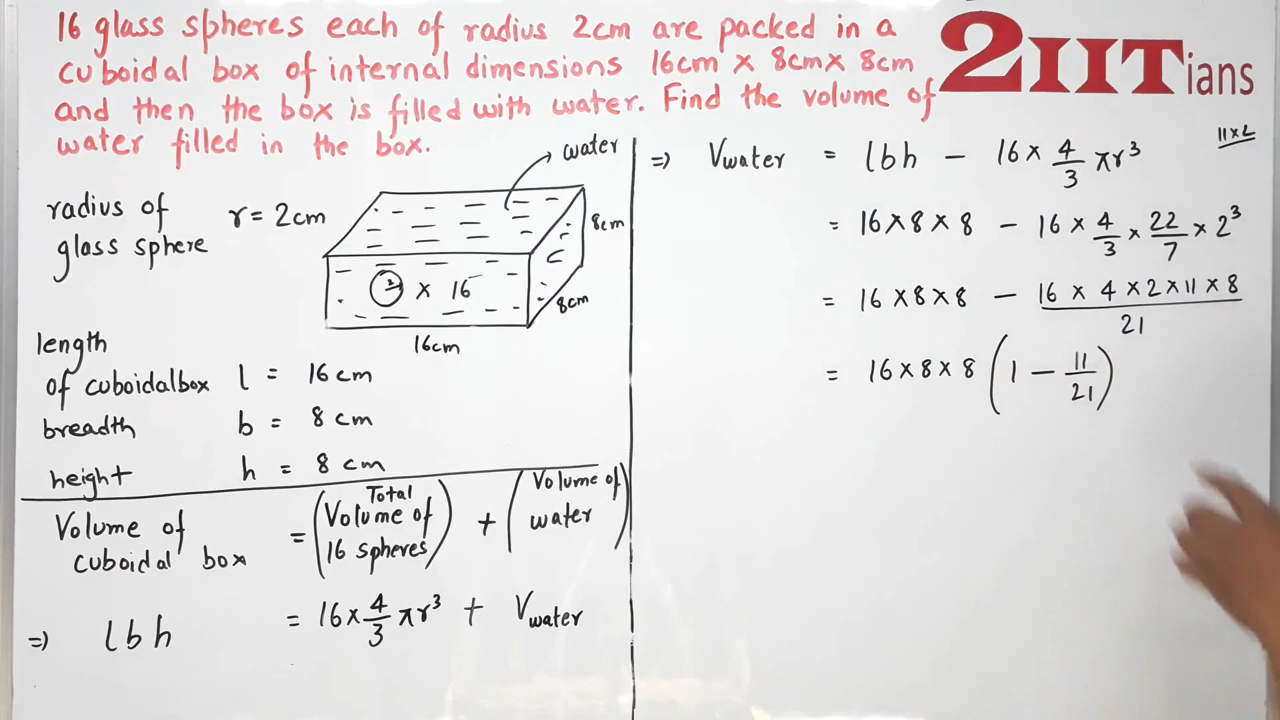 16 glass spheres each of radius 2cm are packed in a
cuboidal box of internal dimensions 16cm × 8cm × 8cm
and then the box is filled with water. Find the volume of
water filled in the box.
2IITians
radius of
glass sphere
r = 2cm
water
8cm
8cm
16cm
2 × 16
length
of cuboidal box l = 16 cm
breadth b = 8 cm
height h = 8 cm
Volume of
cuboidal box = (Total Volume of 16 spheres) + (Volume of water)
⇒ lbh = 16 × 4/3 πr³ + Vwater
⇒ Vwater = lbh − 16 × 4/3 πr³
11×2
= 16 × 8 × 8 − 16 × 4/3 × 22/7 × 2³
= 16 × 8 × 8 − 16 × 4 × 2 × 11 × 8 / 21
= 16 × 8 × 8 (1 − 11/21)